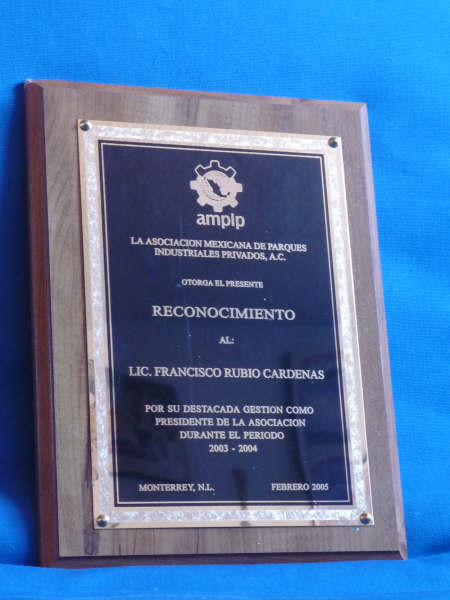 ampip
LA ASOCIACION MEXICANA DE PARQUES
INDUSTRIALES PRIVADOS, A.C.
OTORGA EL PRESENTE
RECONOCIMIENTO
AL:
LIC. FRANCISCO RUBIO CARDENAS
POR SU DESTACADA GESTION COMO
PRESIDENTE DE LA ASOCIACION
DURANTE EL PERIODO
2003 - 2004
MONTERREY, N.L. FEBRERO 2005